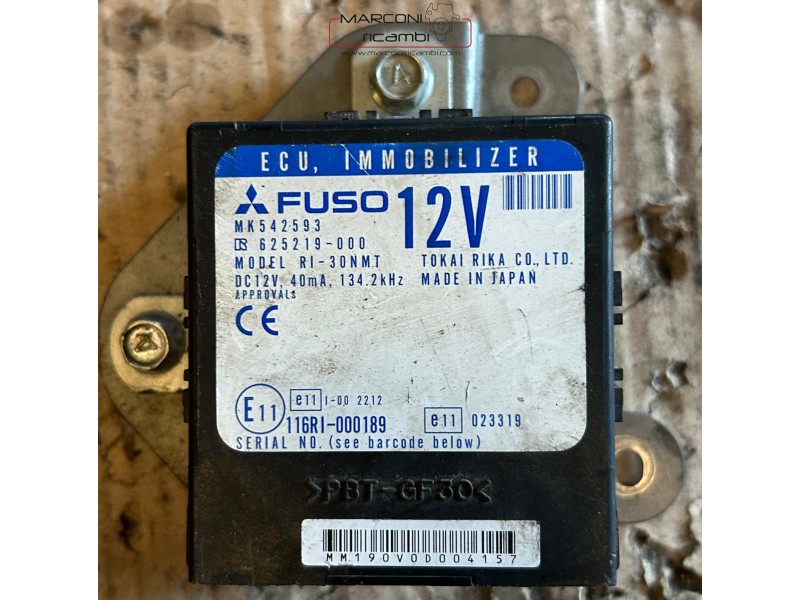 MARCONI
ricambi
www.marconiricambi.com
ECU, IMMOBILIZER
FUSO 12V
MK542593
625219-000
MODEL RI-30NMT TOKAI RIKA CO., LTD.
DC12V, 40mA, 134.2kHz MADE IN JAPAN
APPROVALS
CE
E11 e11 I-00 2212
116RI-000189 e11 023319
SERIAL NO. (see barcode below)
>PBT-GF30<
MM190V0D004157